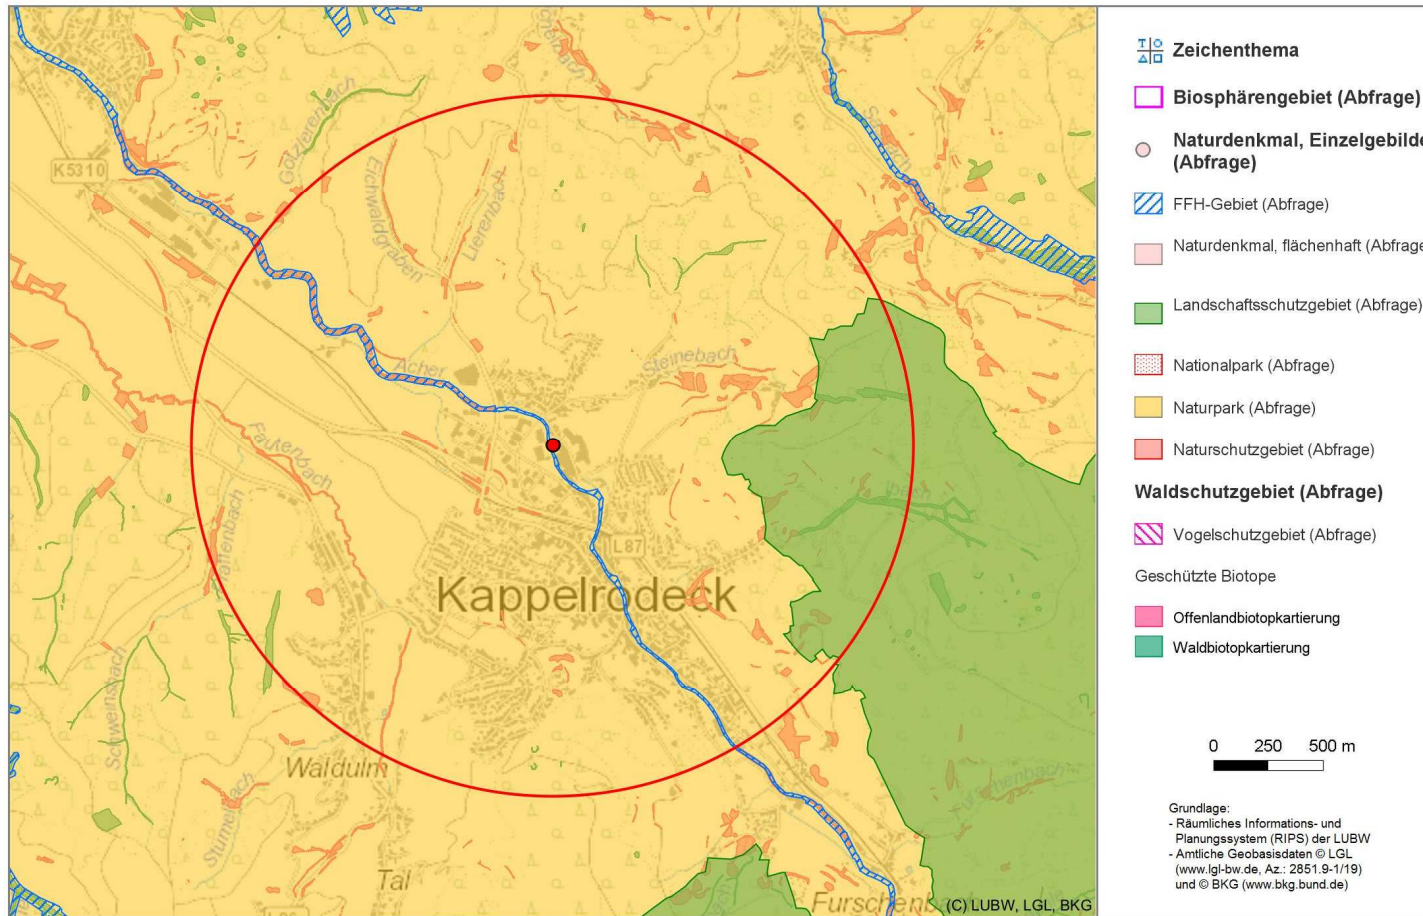 K5310
Eichwaldgraben
Lierenbach
Acher
Steinebach
Fautenbach
L87
Kappelrodeck
Schweinsbach
Waldulm
Tal
(C) LUBW, LGL, BKG
Zeichenthema
Biosphärengebiet (Abfrage)
Naturdenkmal, Einzelgebilde
(Abfrage)
FFH-Gebiet (Abfrage)
Naturdenkmal, flächenhaft (Abfrage
Landschaftsschutzgebiet (Abfrage)
Nationalpark (Abfrage)
Naturpark (Abfrage)
Naturschutzgebiet (Abfrage)
Waldschutzgebiet (Abfrage)
Vogelschutzgebiet (Abfrage)
Geschützte Biotope
Offenlandbiotopkartierung
Waldbiotopkartierung
0 250 500 m
Grundlage:
- Räumliches Informations- und
Planungssystem (RIPS) der LUBW
- Amtliche Geobasisdaten © LGL
(www.lgl-bw.de, Az.: 2851.9-1/19)
und © BKG (www.bkg.bund.de)